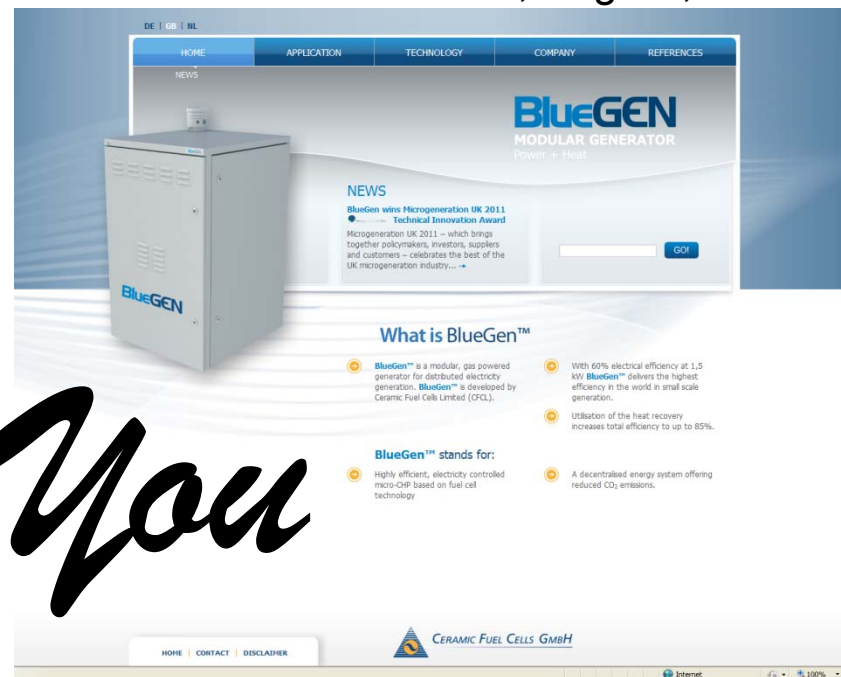 DE | GB | NL
HOME APPLICATION TECHNOLOGY COMPANY REFERENCES
NEWS
BlueGEN
MODULAR GENERATOR
Power + Heat
BlueGEN
NEWS
BlueGen wins Microgeneration UK 2011
Technical Innovation Award
Microgeneration UK 2011 – which brings
together policymakers, investors, suppliers
and customers – celebrates the best of the
UK microgeneration industry...
GO!
What is BlueGen™
BlueGen™ is a modular, gas powered
generator for distributed electricity
generation. BlueGen™ is developed by
Ceramic Fuel Cells Limited (CFCL).
With 60% electrical efficiency at 1,5
kW BlueGen™ delivers the highest
efficiency in the world in small scale
generation.
Utilisation of the heat recovery
increases total efficiency to up to 85%.
BlueGen™ stands for:
Highly efficient, electricity controlled
micro-CHP based on fuel cell
technology
A decentralised energy system offering
reduced CO₂ emissions.
You
HOME | CONTACT | DISCLAIMER
CERAMIC FUEL CELLS GMBH
Internet 100%